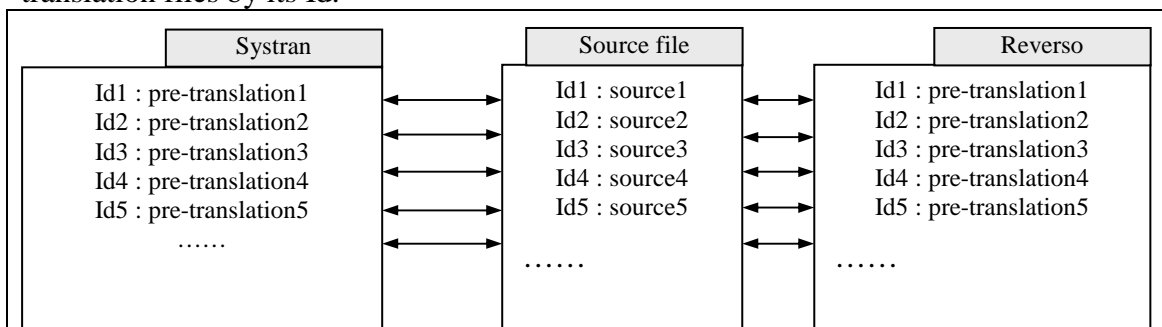 translation files by its Id.
Systran
Id1 : pre-translation1
Id2 : pre-translation2
Id3 : pre-translation3
Id4 : pre-translation4
Id5 : pre-translation5
……
Source file
Id1 : source1
Id2 : source2
Id3 : source3
Id4 : source4
Id5 : source5
……
Reverso
Id1 : pre-translation1
Id2 : pre-translation2
Id3 : pre-translation3
Id4 : pre-translation4
Id5 : pre-translation5
……